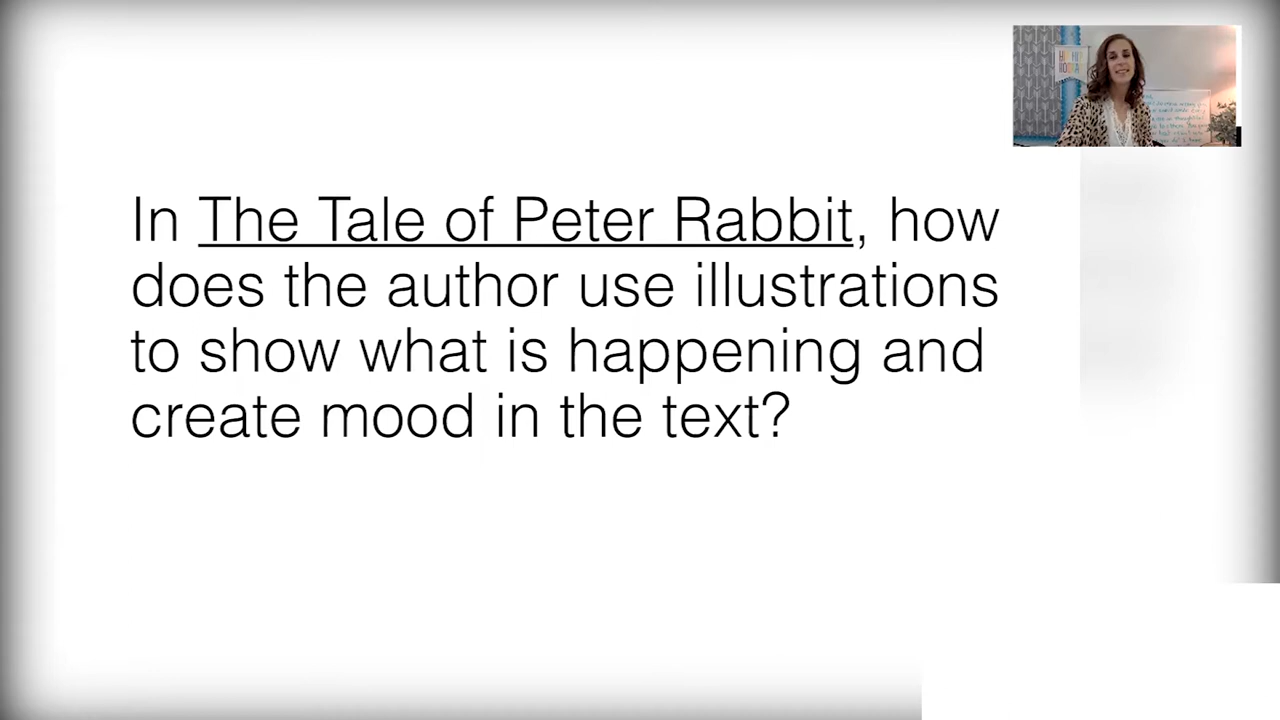 In The Tale of Peter Rabbit, how
does the author use illustrations
to show what is happening and
create mood in the text?